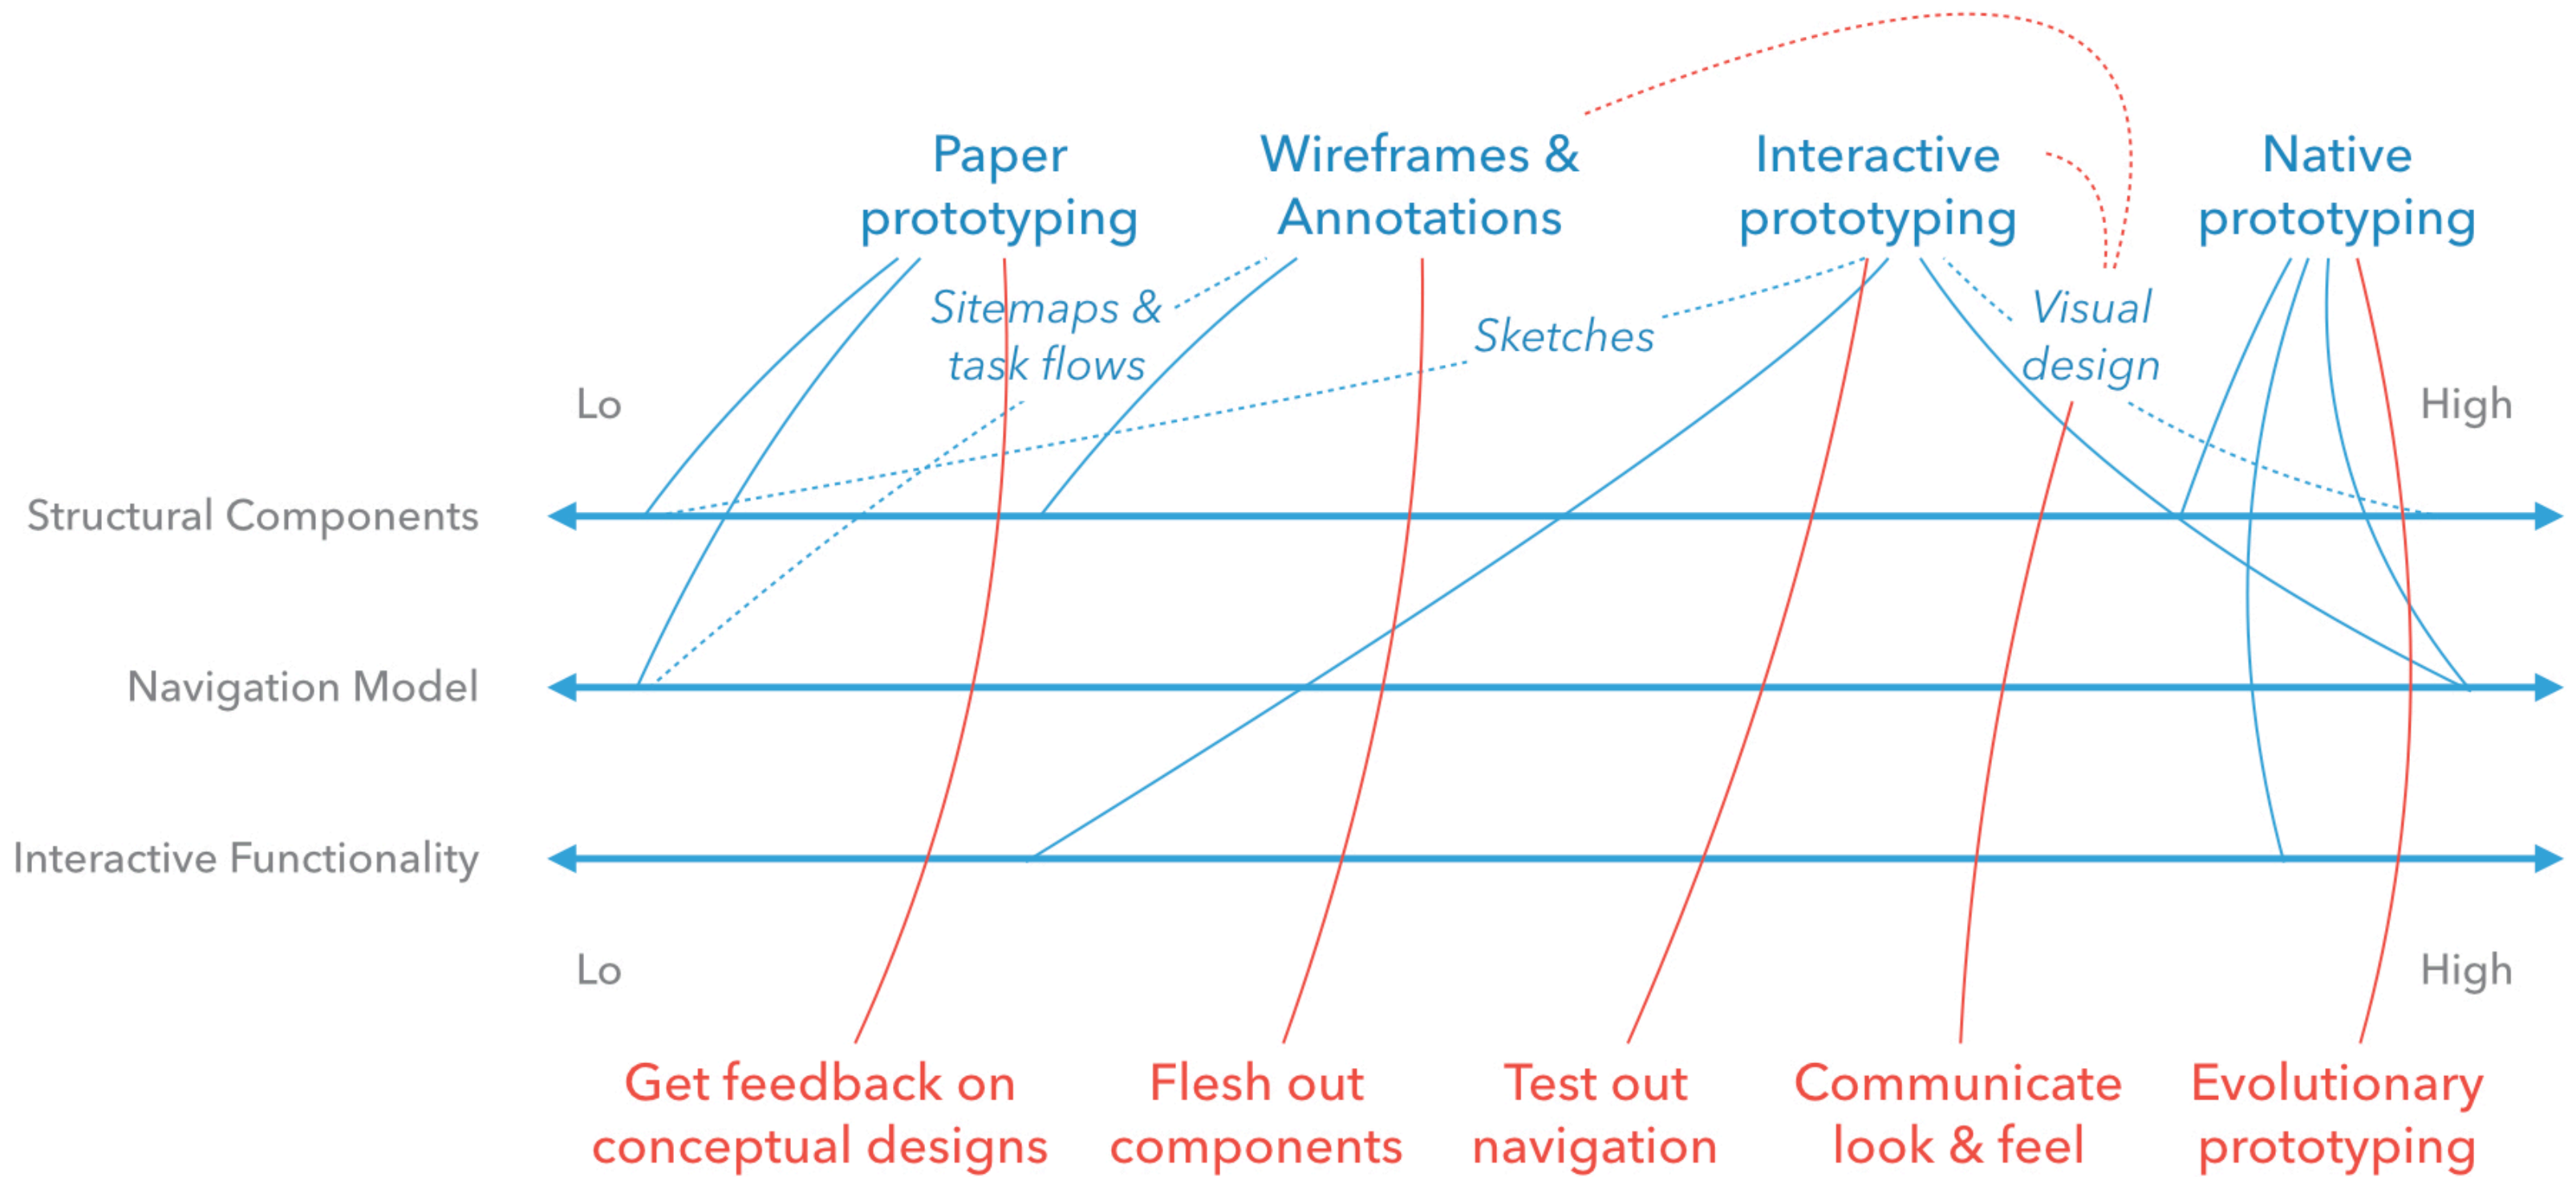 Paper
prototyping
Wireframes &
Annotations
Interactive
prototyping
Native
prototyping
Sitemaps &
task flows
Sketches
Visual
design
Lo
High
Structural Components
Navigation Model
Interactive Functionality
Lo
High
Get feedback on
conceptual designs
Flesh out
components
Test out
navigation
Communicate
look & feel
Evolutionary
prototyping